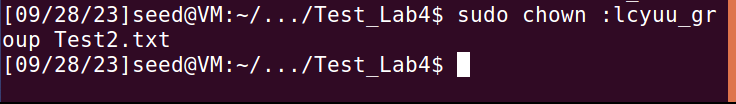 [09/28/23]seed@VM:~/.../Test_Lab4$ sudo chown :lcyuu_gr
oup Test2.txt
[09/28/23]seed@VM:~/.../Test_Lab4$